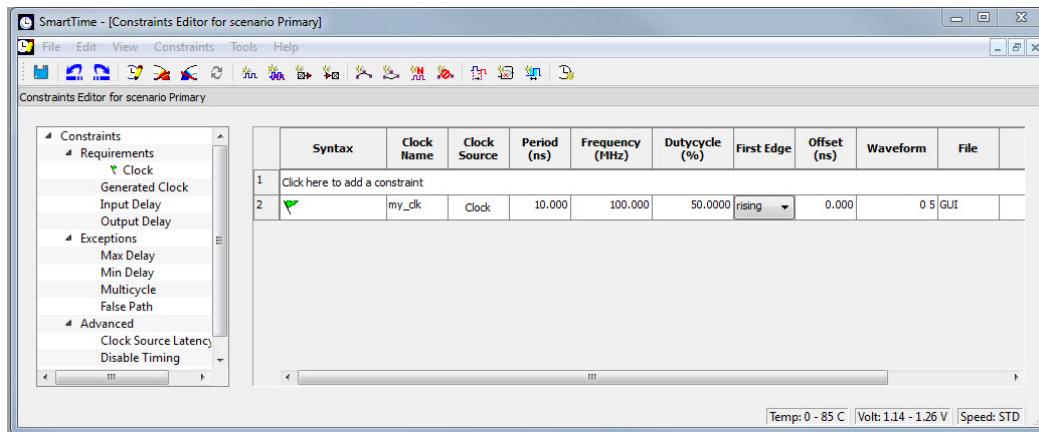 SmartTime - [Constraints Editor for scenario Primary]
File Edit View Constraints Tools Help
Constraints Editor for scenario Primary
Constraints
Requirements
Clock
Generated Clock
Input Delay
Output Delay
Exceptions
Max Delay
Min Delay
Multicycle
False Path
Advanced
Clock Source Latency
Disable Timing
Syntax Clock Name Clock Source Period (ns) Frequency (MHz) Dutycycle (%) First Edge Offset (ns) Waveform File
1 Click here to add a constraint
2 my_clk Clock 10.000 100.000 50.0000 rising 0.000 0 5 GUI
Temp: 0 - 85 C Volt: 1.14 - 1.26 V Speed: STD